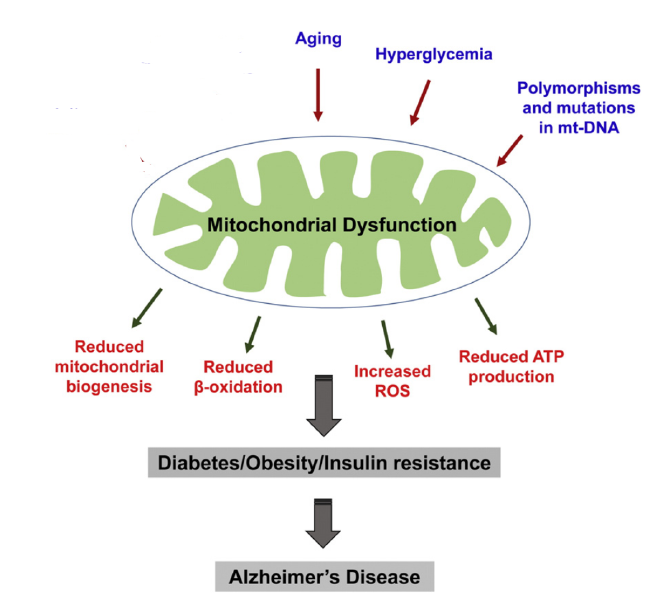 Aging
Hyperglycemia
Polymorphisms
and mutations
in mt-DNA
Mitochondrial Dysfunction
Reduced
mitochondrial
biogenesis
Reduced
β-oxidation
Increased
ROS
Reduced ATP
production
Diabetes/Obesity/Insulin resistance
Alzheimer’s Disease